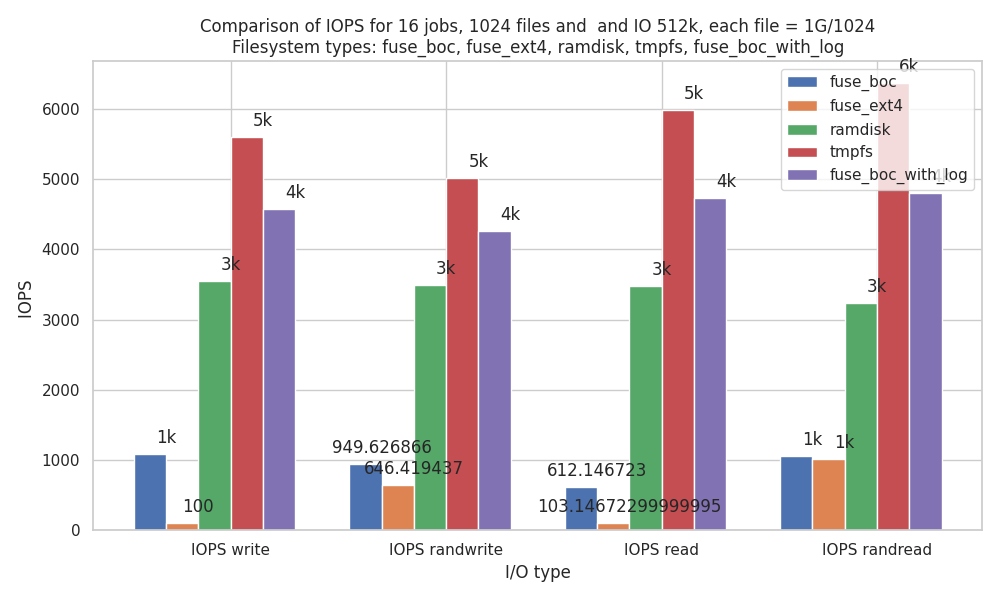 Comparison of IOPS for 16 jobs, 1024 files and  and IO 512k, each file = 1G/1024
Filesystem types: fuse_boc, fuse_ext4, ramdisk, tmpfs, fuse_boc_with_log
fuse_boc
fuse_ext4
ramdisk
tmpfs
fuse_boc_with_log
IOPS
6000
5000
4000
3000
2000
1000
0
1k
100
3k
5k
4k
949.626866
646.419437
3k
5k
4k
612.146723
103.14672299999995
3k
5k
4k
1k
1k
3k
6k
4k
IOPS write
IOPS randwrite
IOPS read
IOPS randread
I/O type